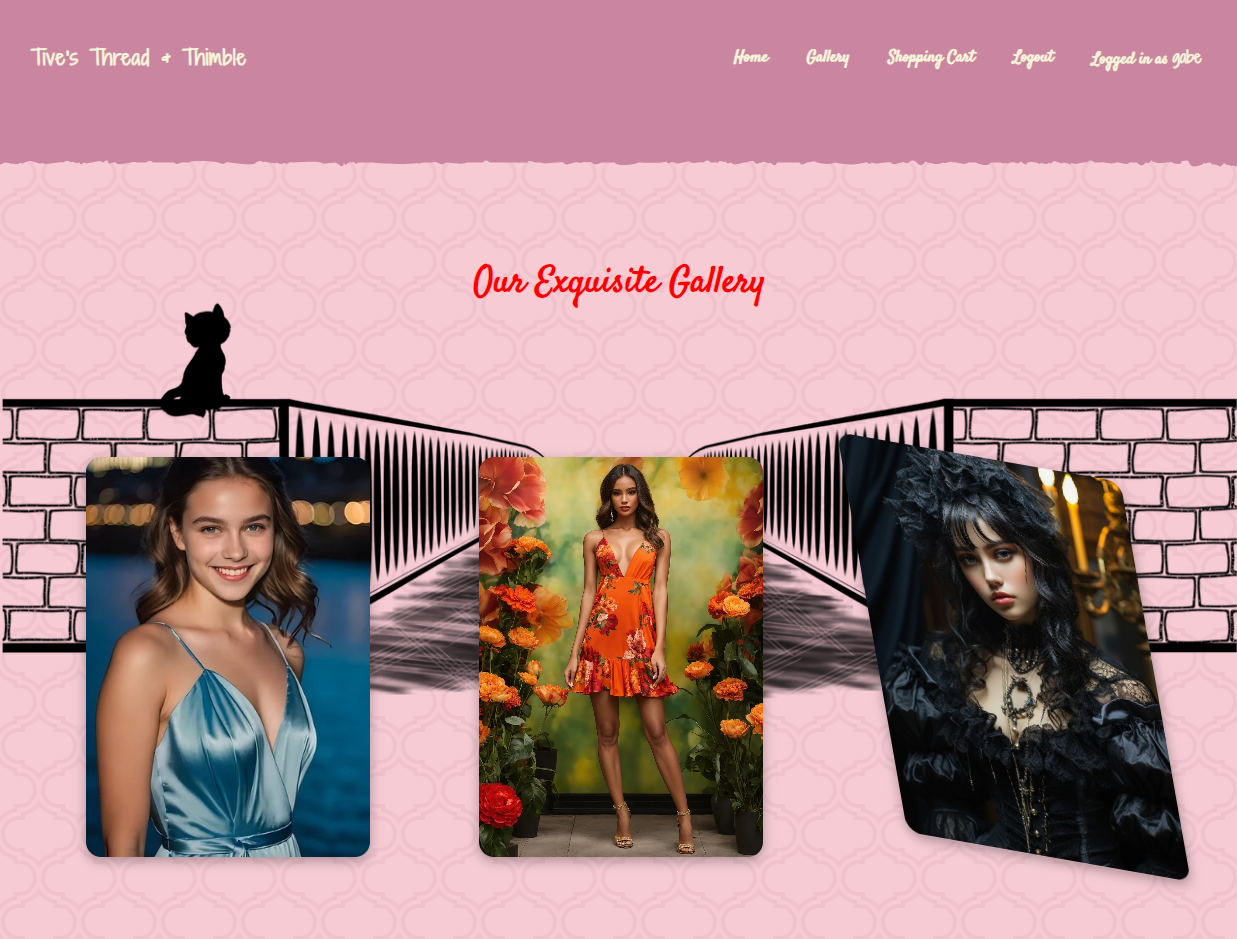 Tive's Thread & Thimble
Home Gallery Shopping Cart Logout Logged in as gabe
Our Exquisite Gallery